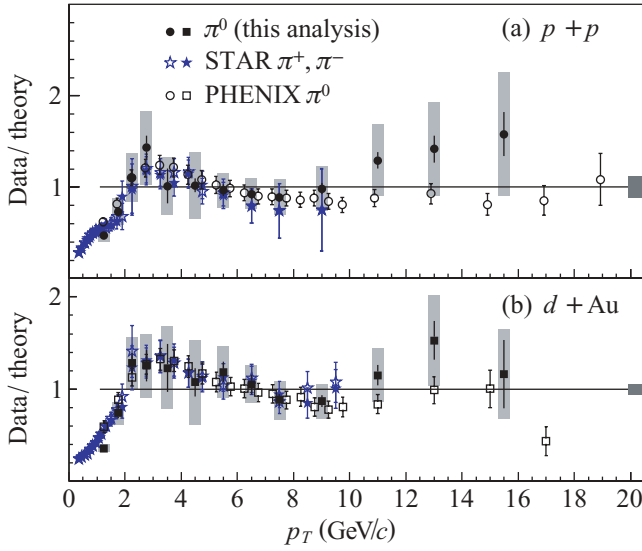 π⁰ (this analysis)
(a) p + p
STAR π⁺, π⁻
PHENIX π⁰
Data / theory
2
1
(b) d + Au
Data / theory
2
1
0 2 4 6 8 10 12 14 16 18 20
p_T (GeV/c)